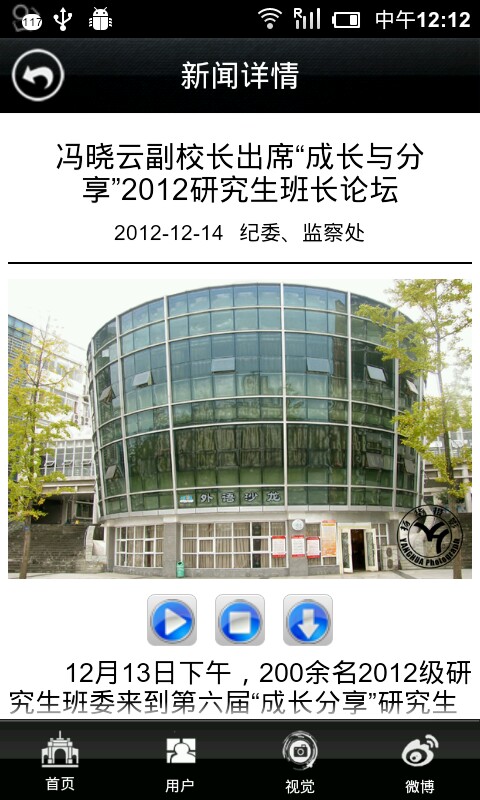 117
R
中午12:12
新闻详情
冯晓云副校长出席“成长与分
享”2012研究生班长论坛
2012-12-14 纪委、监察处
外语沙龙
YANGHUA Photographer
12月13日下午，200余名2012级研
究生班委来到第六届“成长分享”研究生
首页
用户
视觉
微博